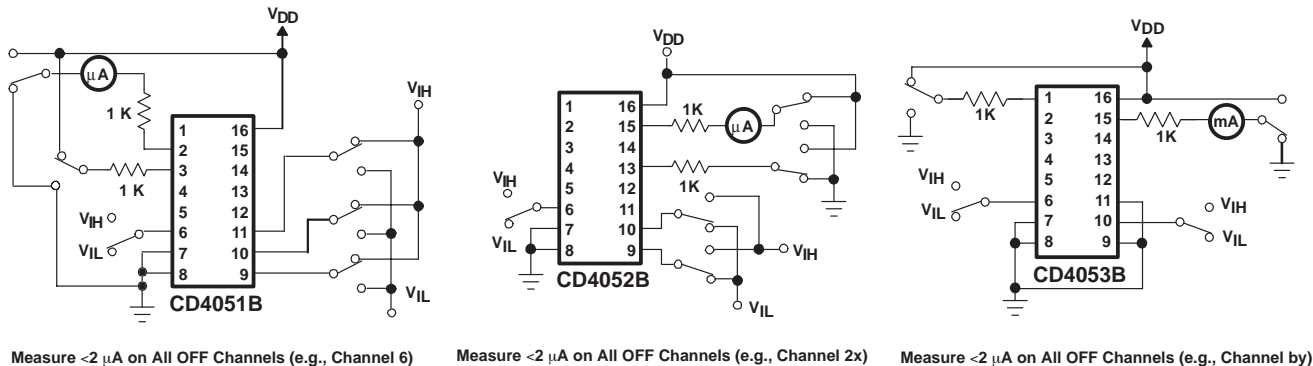 VDD
μA
1 K
1 K
VIH
VIL
1 16
2 15
3 14
4 13
5 12
6 11
7 10
8 9
VIH
VIL
CD4051B
Measure <2 μA on All OFF Channels (e.g., Channel 6)
VDD
1K
μA
1K
VIH
VIL
1 16
2 15
3 14
4 13
5 12
6 11
7 10
8 9
VIH
VIL
CD4052B
Measure <2 μA on All OFF Channels (e.g., Channel 2x)
VDD
1K
1K
mA
VIH
VIL
1 16
2 15
3 14
4 13
5 12
6 11
7 10
8 9
VIH
VIL
CD4053B
Measure <2 μA on All OFF Channels (e.g., Channel by)